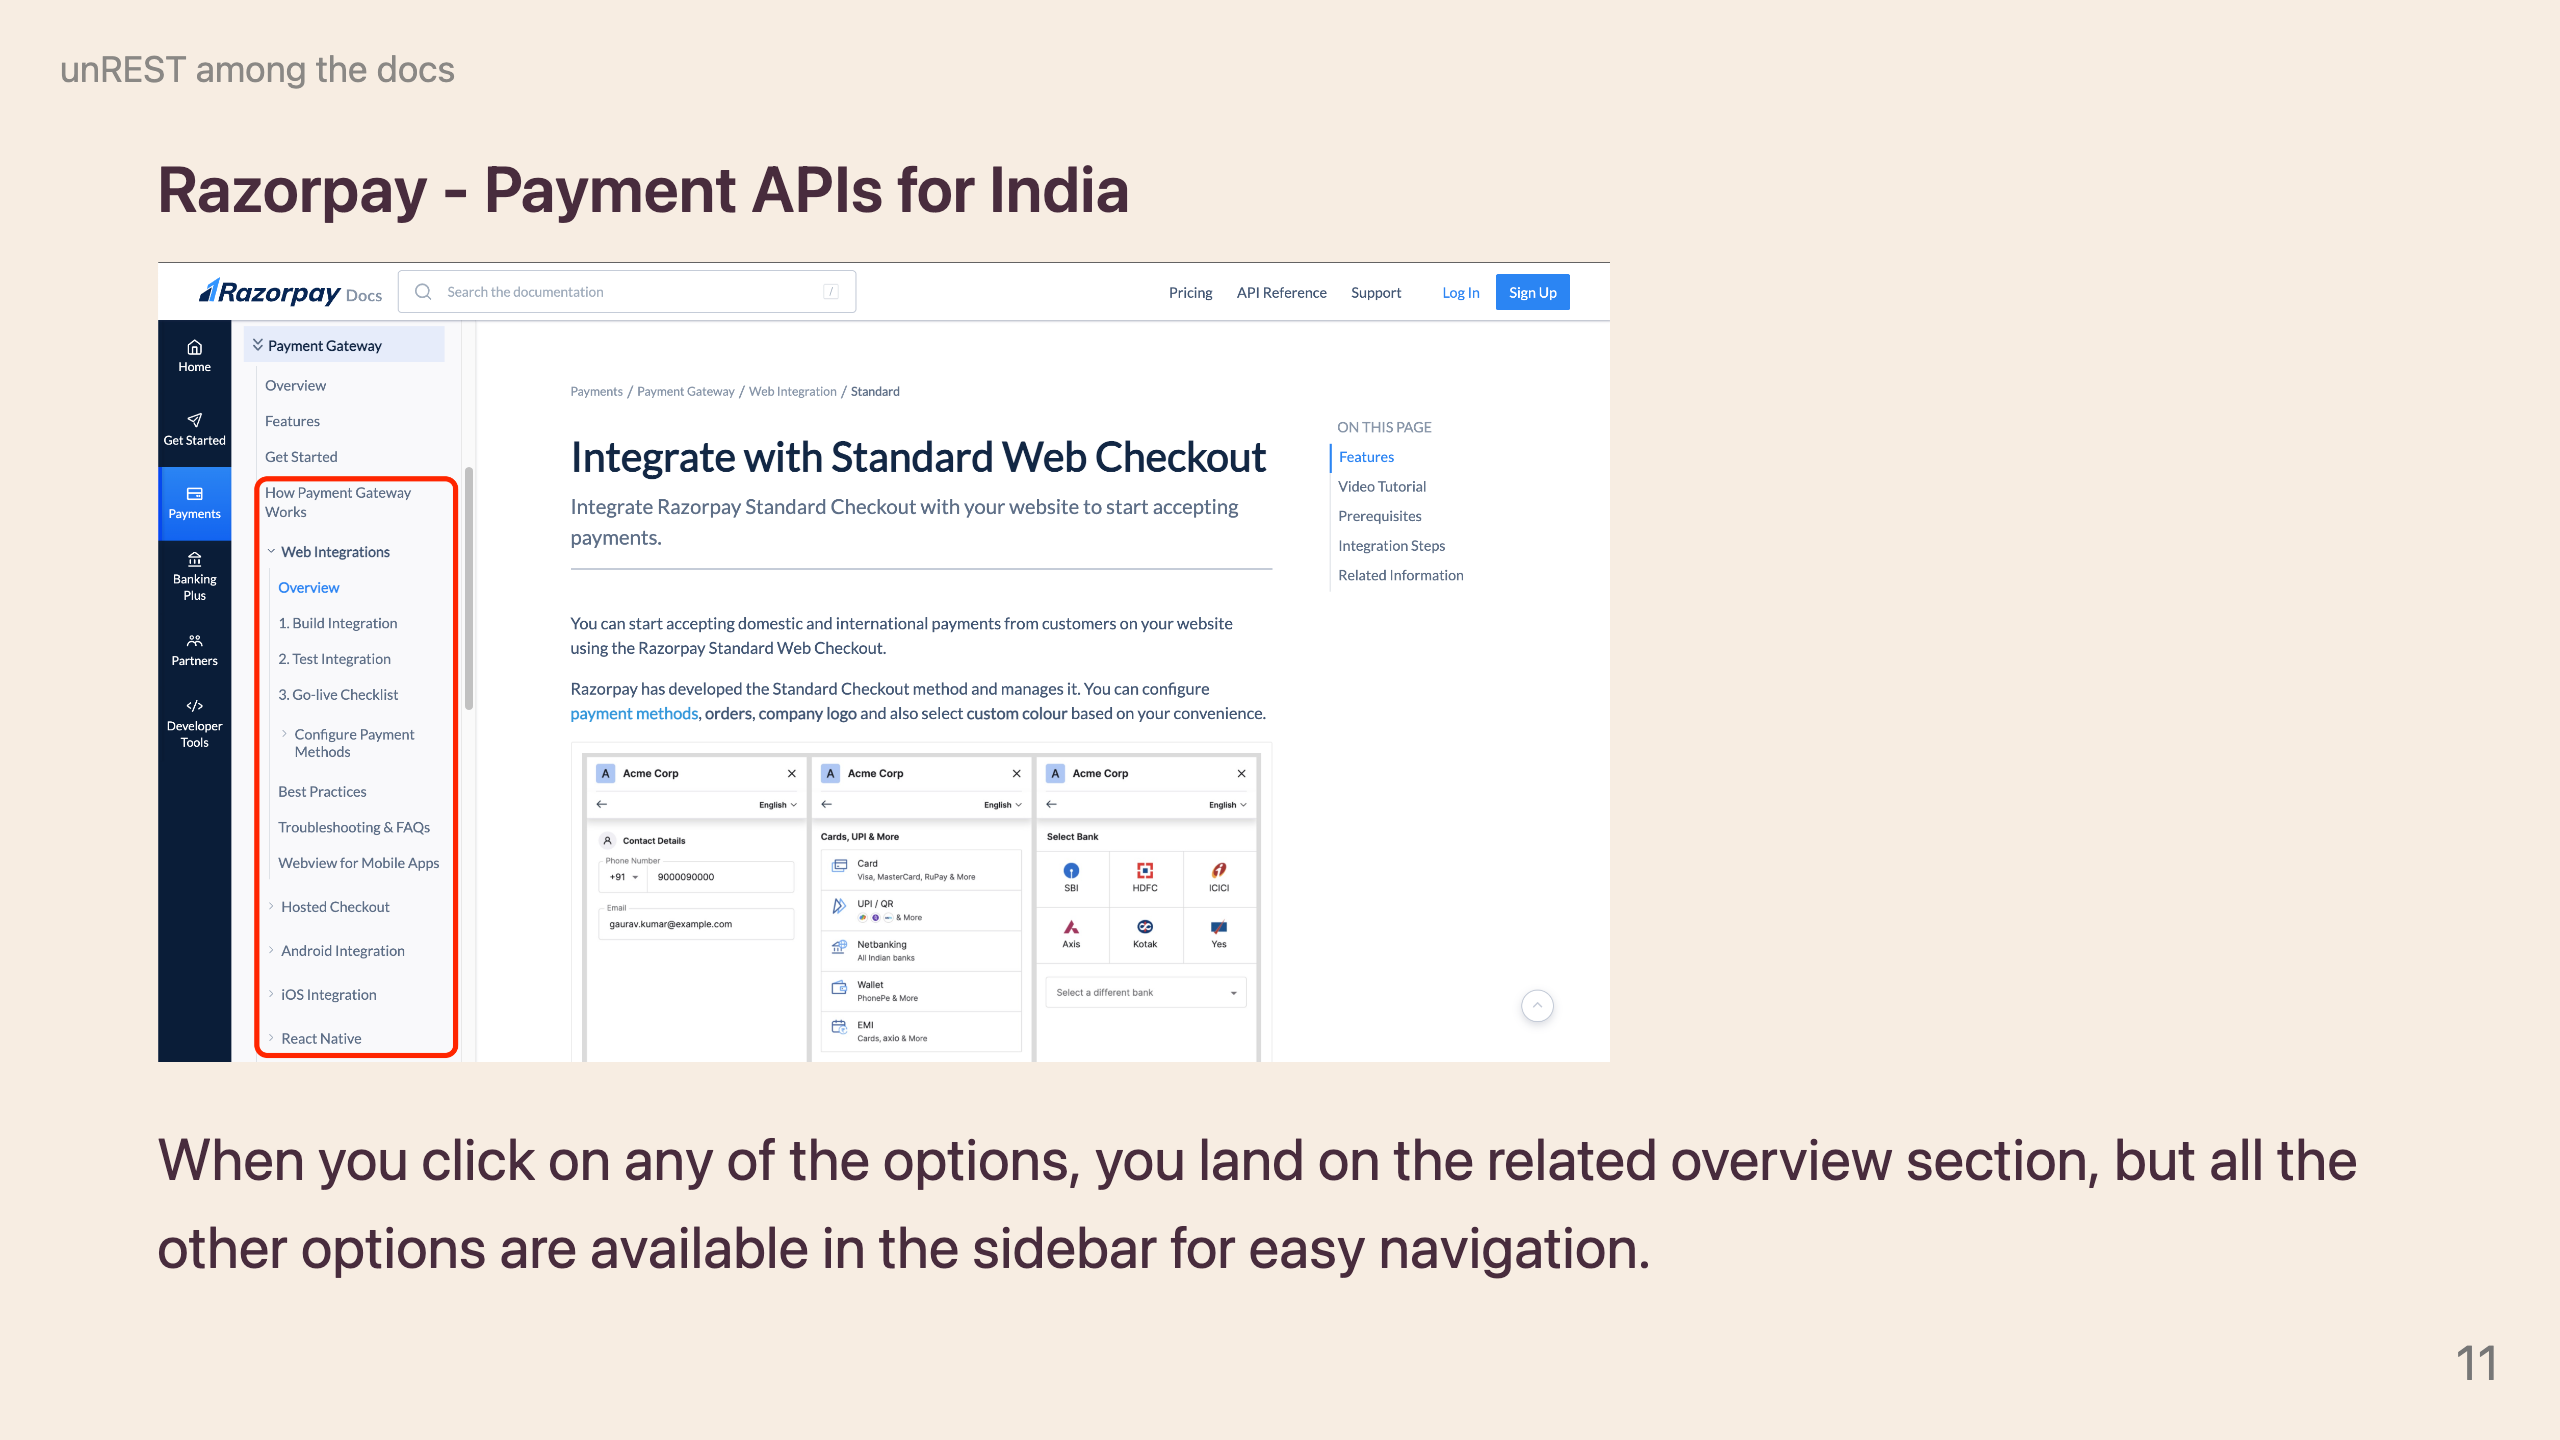 unREST among the docs
Razorpay - Payment APIs for India
Razorpay Docs
Search the documentation
/
Pricing
API Reference
Support
Log In
Sign Up
Home
Get Started
Payments
Banking
Plus
Partners
Developer
Tools
Payment Gateway
Overview
Features
Get Started
How Payment Gateway
Works
Web Integrations
Overview
1. Build Integration
2. Test Integration
3. Go-live Checklist
Configure Payment
Methods
Best Practices
Troubleshooting & FAQs
Webview for Mobile Apps
Hosted Checkout
Android Integration
iOS Integration
React Native
Payments / Payment Gateway / Web Integration / Standard
Integrate with Standard Web Checkout
Integrate Razorpay Standard Checkout with your website to start accepting
payments.
You can start accepting domestic and international payments from customers on your website
using the Razorpay Standard Web Checkout.
Razorpay has developed the Standard Checkout method and manages it. You can configure
payment methods, orders, company logo and also select custom colour based on your convenience.
A Acme Corp
English
Contact Details
Phone Number
+91 9000090000
Email
gaurav.kumar@example.com
A Acme Corp
English
Cards, UPI & More
Card
Visa, MasterCard, RuPay & More
UPI / QR
& More
Netbanking
All Indian banks
Wallet
PhonePe & More
EMI
Cards, axio & More
A Acme Corp
English
Select Bank
SBI
HDFC
ICICI
Axis
Kotak
Yes
Select a different bank
ON THIS PAGE
Features
Video Tutorial
Prerequisites
Integration Steps
Related Information
When you click on any of the options, you land on the related overview section, but all the
other options are available in the sidebar for easy navigation.
11